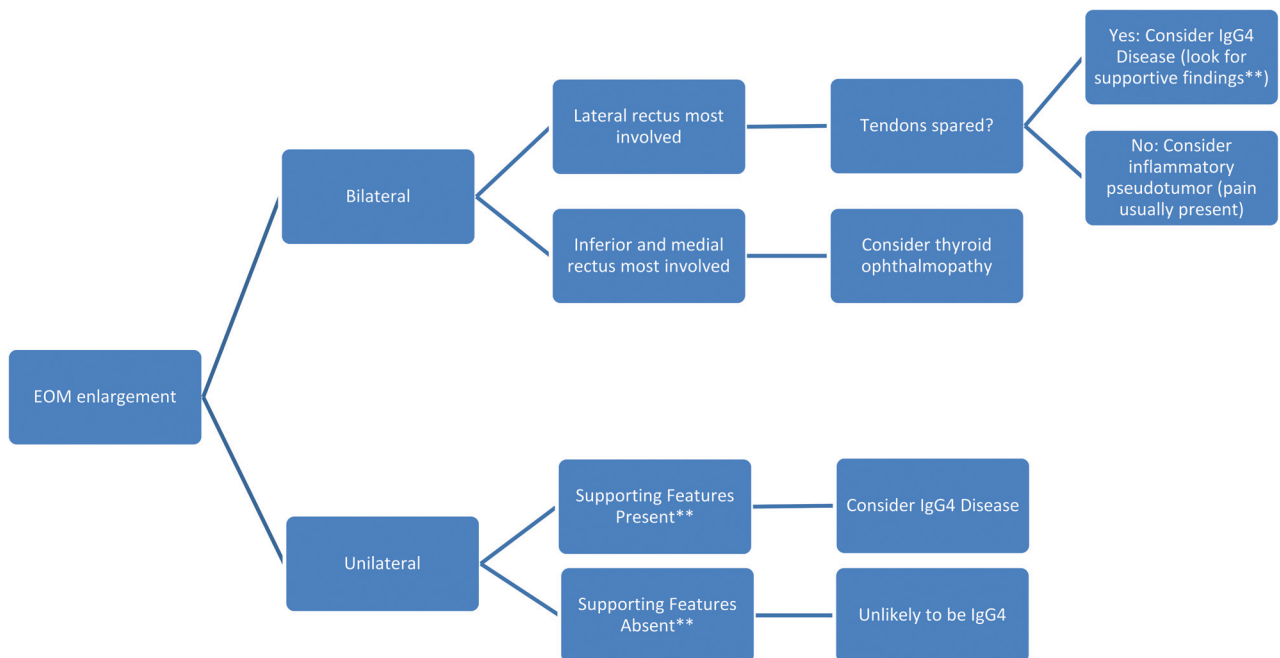 EOM enlargement
Bilateral
Lateral rectus most
involved
Tendons spared?
Yes: Consider IgG4
Disease (look for
supportive findings**)
No: Consider
inflammatory
pseudotumor (pain
usually present)
Inferior and medial
rectus most involved
Consider thyroid
ophthalmopathy
Unilateral
Supporting Features
Present**
Consider IgG4 Disease
Supporting Features
Absent**
Unlikely to be IgG4